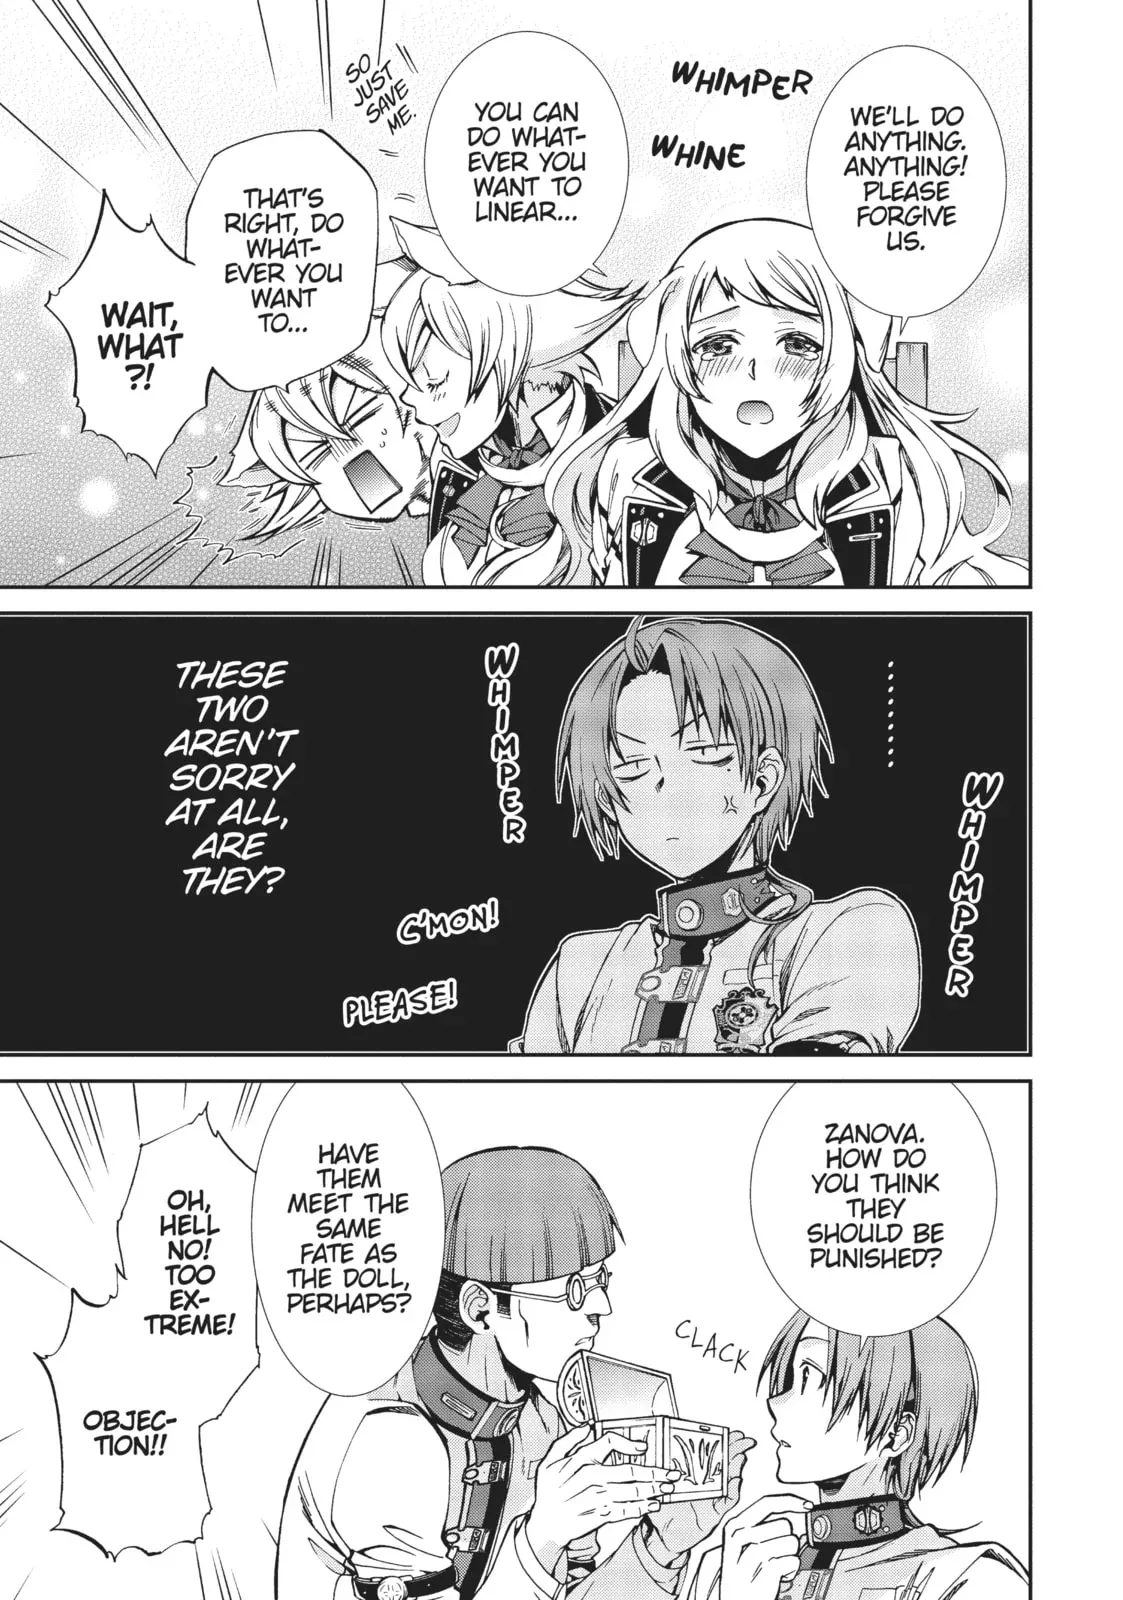 WE'LL DO
ANYTHING.
ANYTHING!
PLEASE
FORGIVE
US.
WHIMPER
WHINE
YOU CAN
DO WHAT-
EVER YOU
WANT TO
LINEAR...
SO
JUST
SAVE
ME.
THAT'S
RIGHT, DO
WHAT-
EVER YOU
WANT
TO...
WAIT,
WHAT
?!
.........
WHIMPER
WHIMPER
C'MON!
PLEASE!
THESE
TWO
AREN'T
SORRY
AT ALL,
ARE
THEY?
ZANOVA.
HOW DO
YOU THINK
THEY
SHOULD BE
PUNISHED?
CLACK
HAVE
THEM
MEET THE
SAME
FATE AS
THE DOLL,
PERHAPS?
OH,
HELL
NO!
TOO
EX-
TREME!
OBJEC-
TION!!